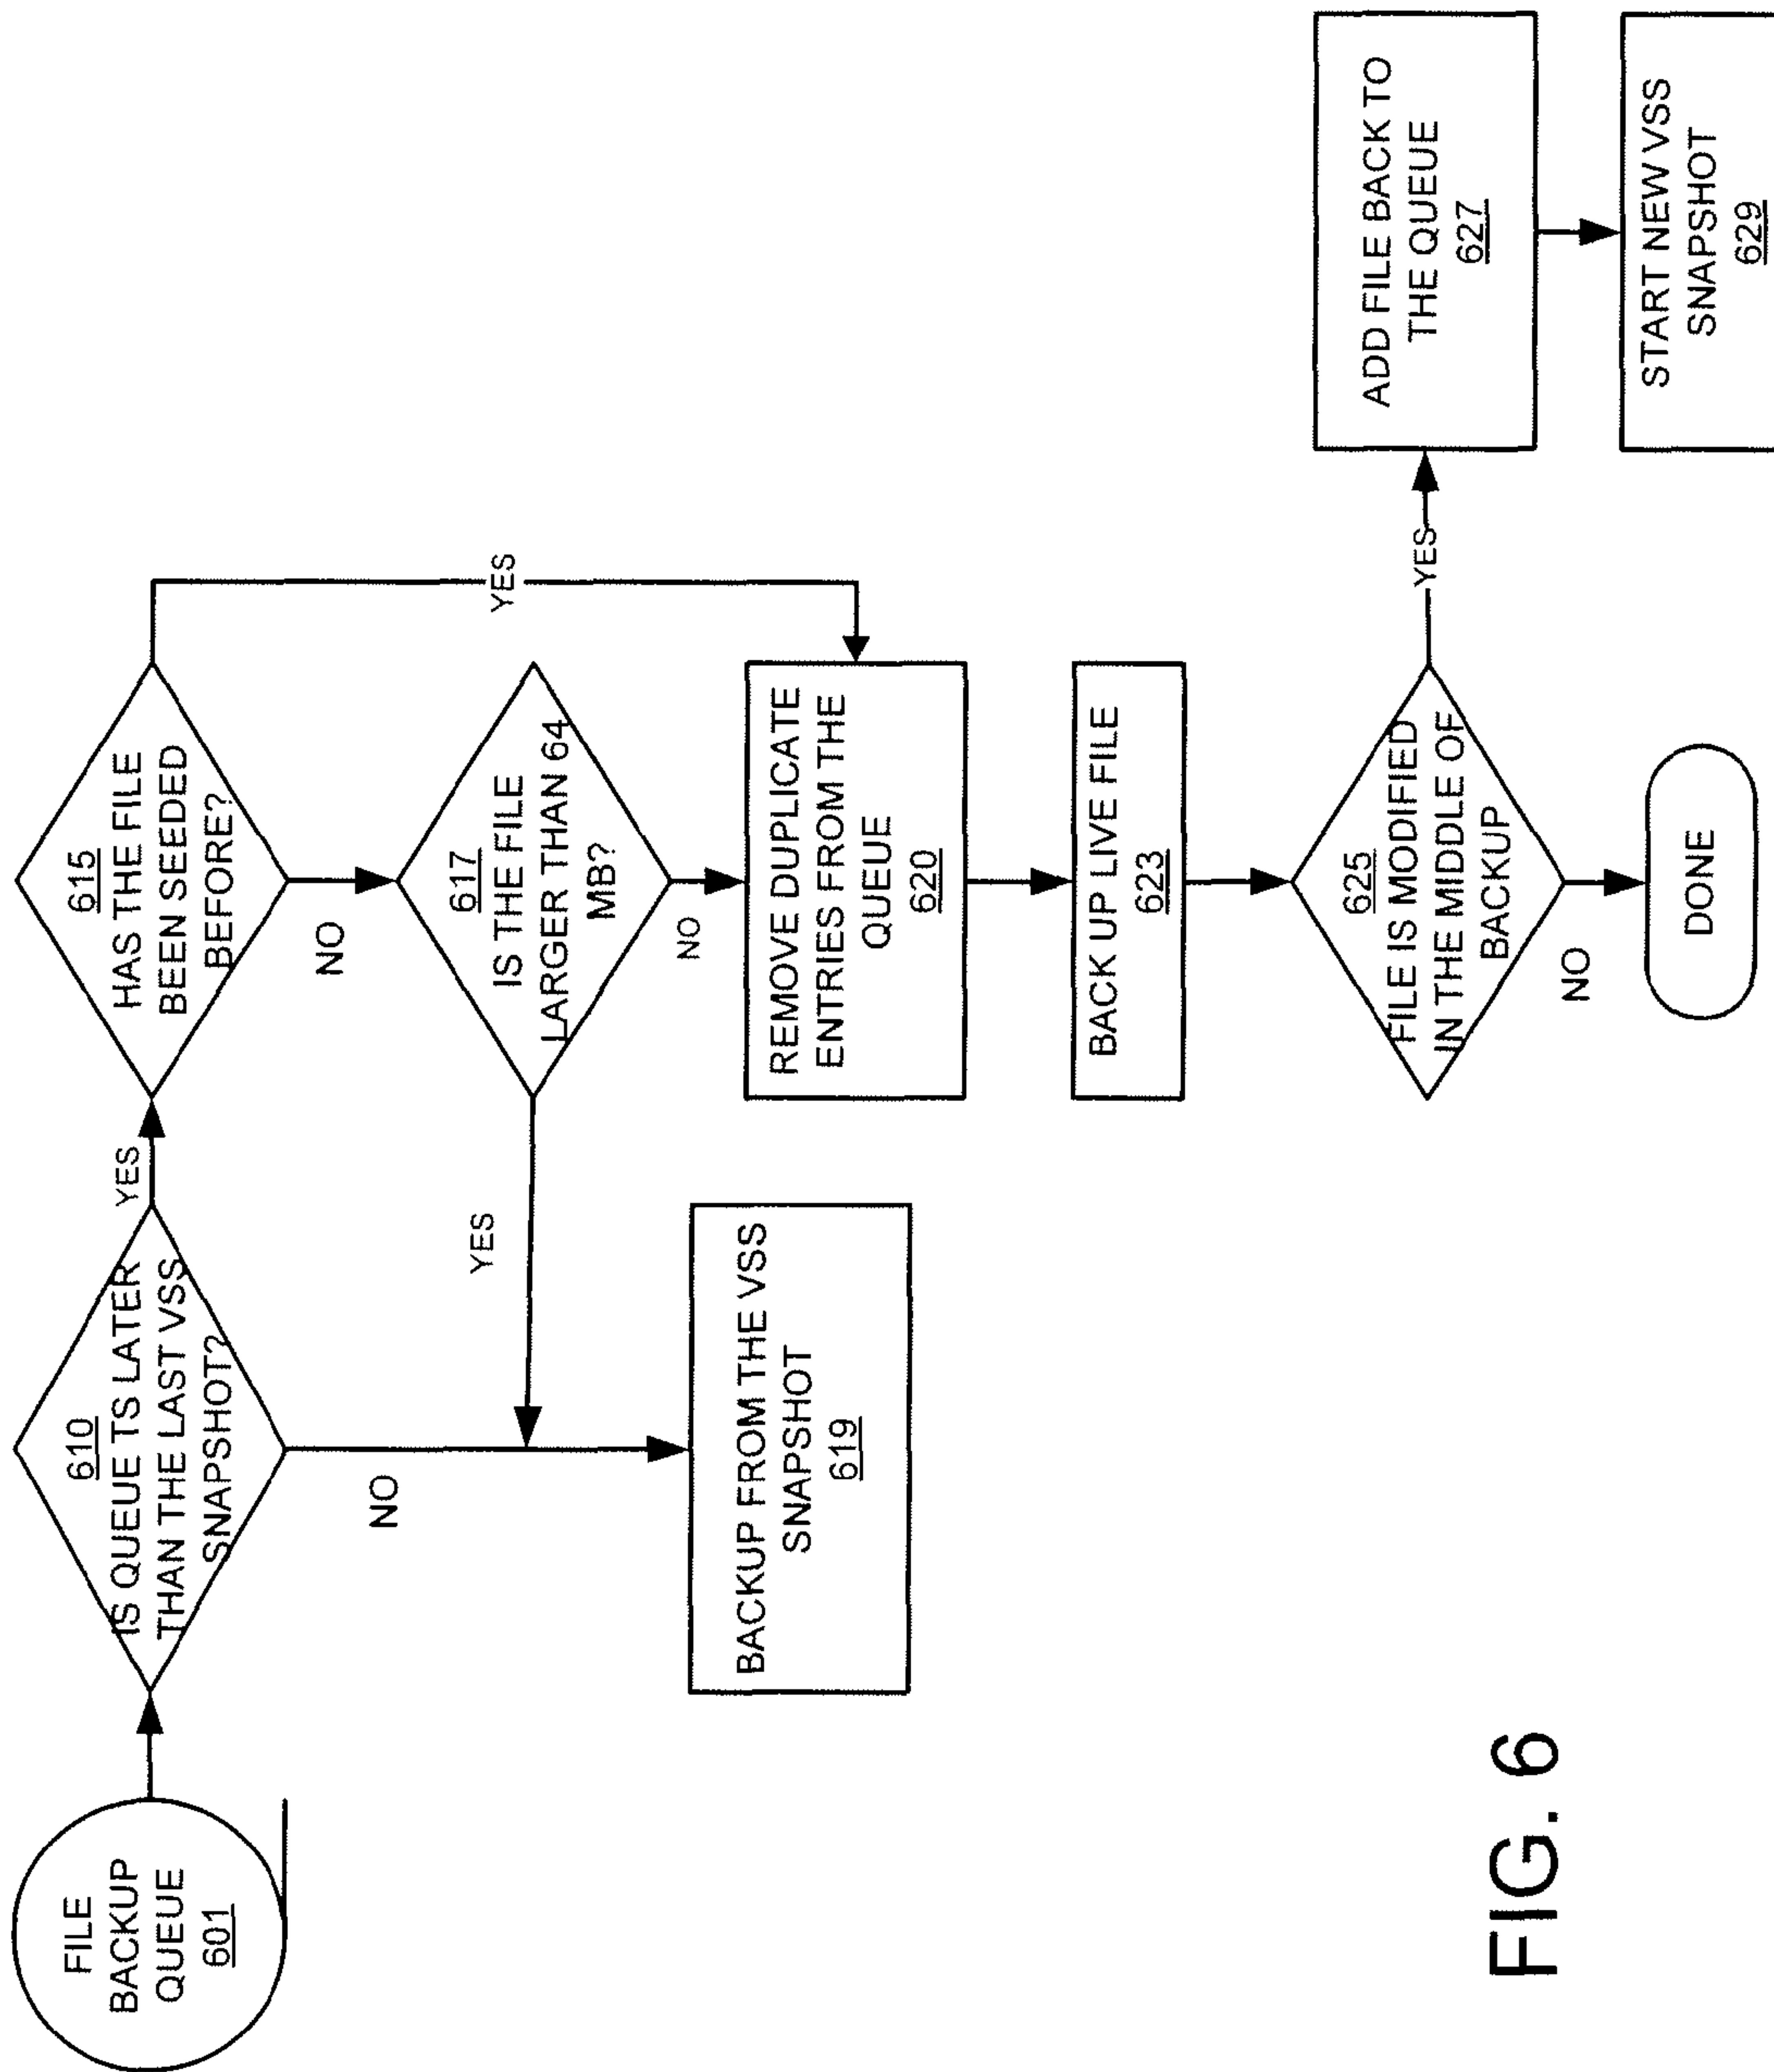 FILE
BACKUP
QUEUE
601
610
IS QUEUE TS LATER
THAN THE LAST VSS
SNAPSHOT?
YES
NO
615
HAS THE FILE
BEEN SEEDED
BEFORE?
YES
NO
617
IS THE FILE
LARGER THAN 64
MB?
YES
NO
BACKUP FROM THE VSS
SNAPSHOT
619
REMOVE DUPLICATE
ENTRIES FROM THE
QUEUE
620
BACK UP LIVE FILE
623
625
FILE IS MODIFIED
IN THE MIDDLE OF
BACKUP
YES
NO
ADD FILE BACK TO
THE QUEUE
627
START NEW VSS
SNAPSHOT
629
DONE
FIG. 6